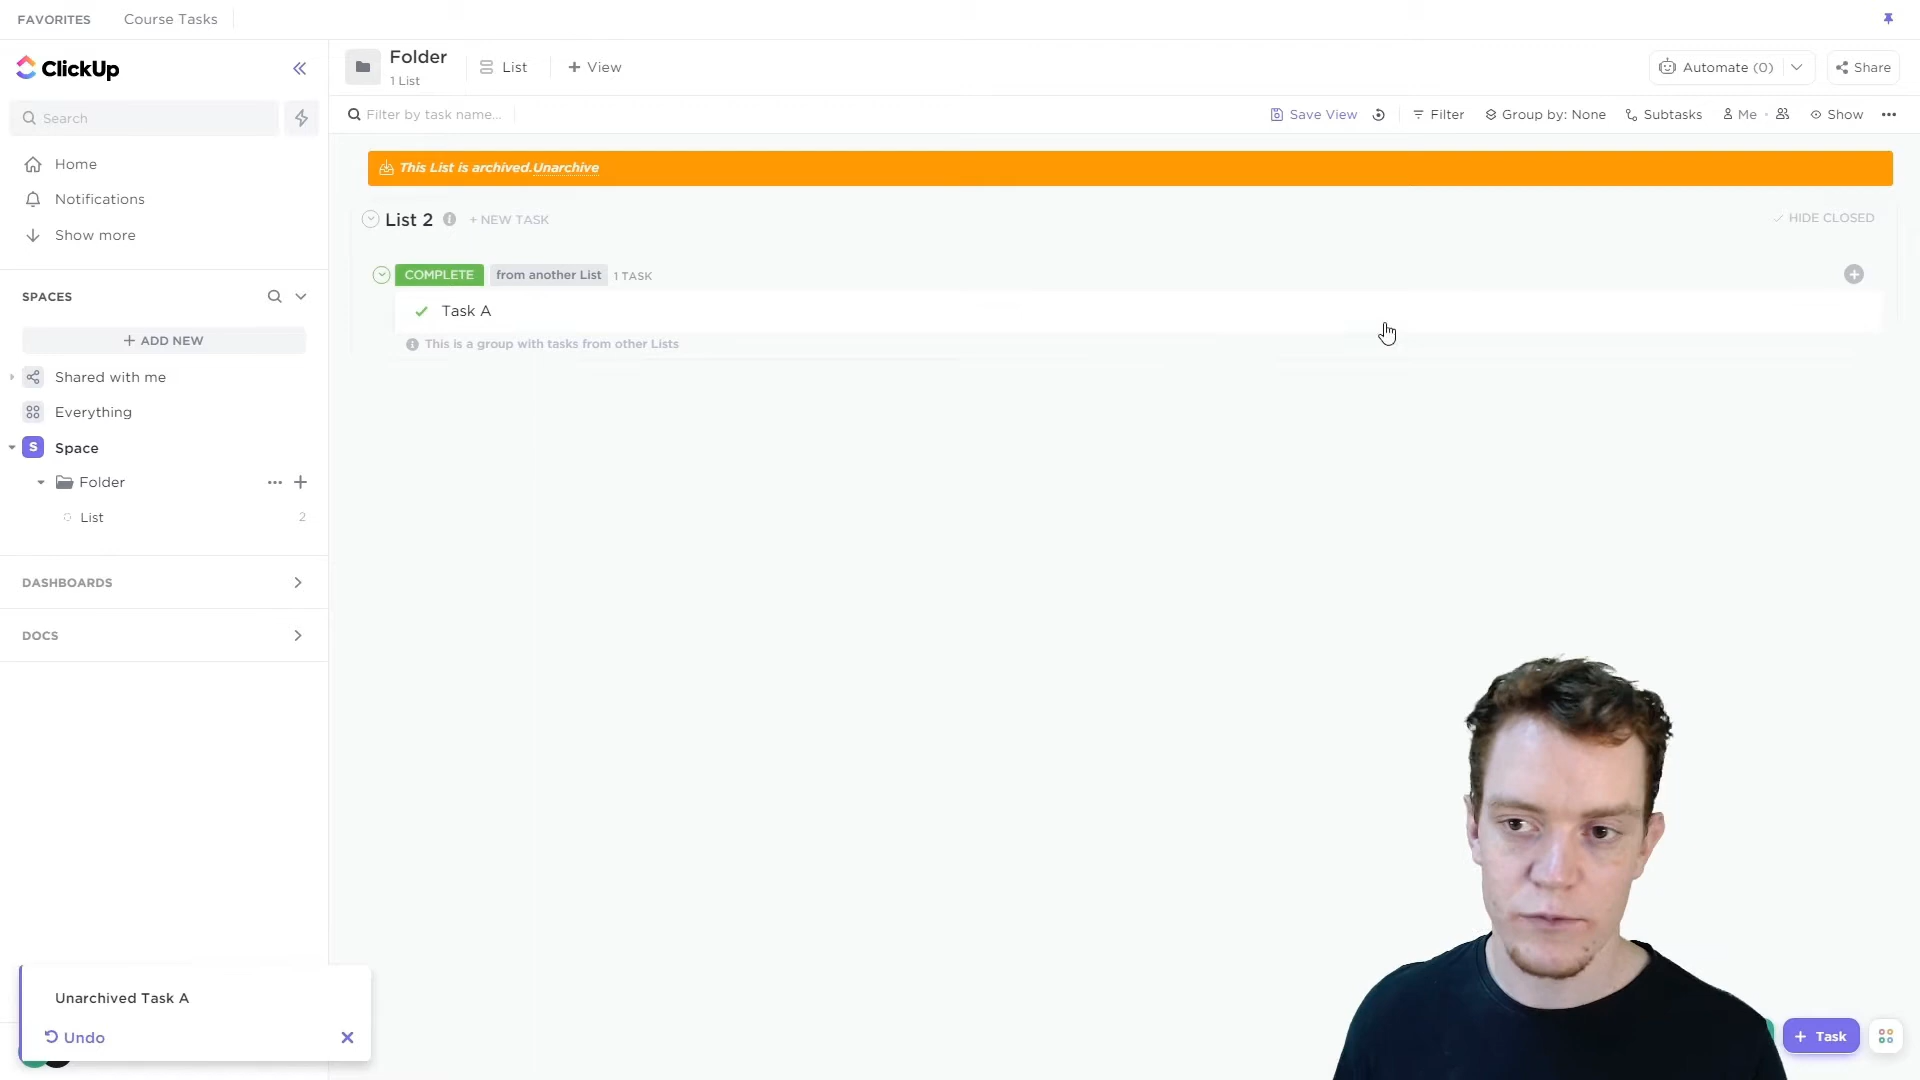 FAVORITES Course Tasks
ClickUp
Search
Home
Notifications
Show more
SPACES
+ ADD NEW
Shared with me
Everything
S Space
Folder
List 2
DASHBOARDS
DOCS
Folder
1 List
List
+ View
Automate (0)
Share
Filter by task name...
Save View
Filter
Group by: None
Subtasks
Me
Show
This List is archived.Unarchive
List 2 + NEW TASK
HIDE CLOSED
COMPLETE from another List 1 TASK
Task A
This is a group with tasks from other Lists
Unarchived Task A
Undo
+ Task